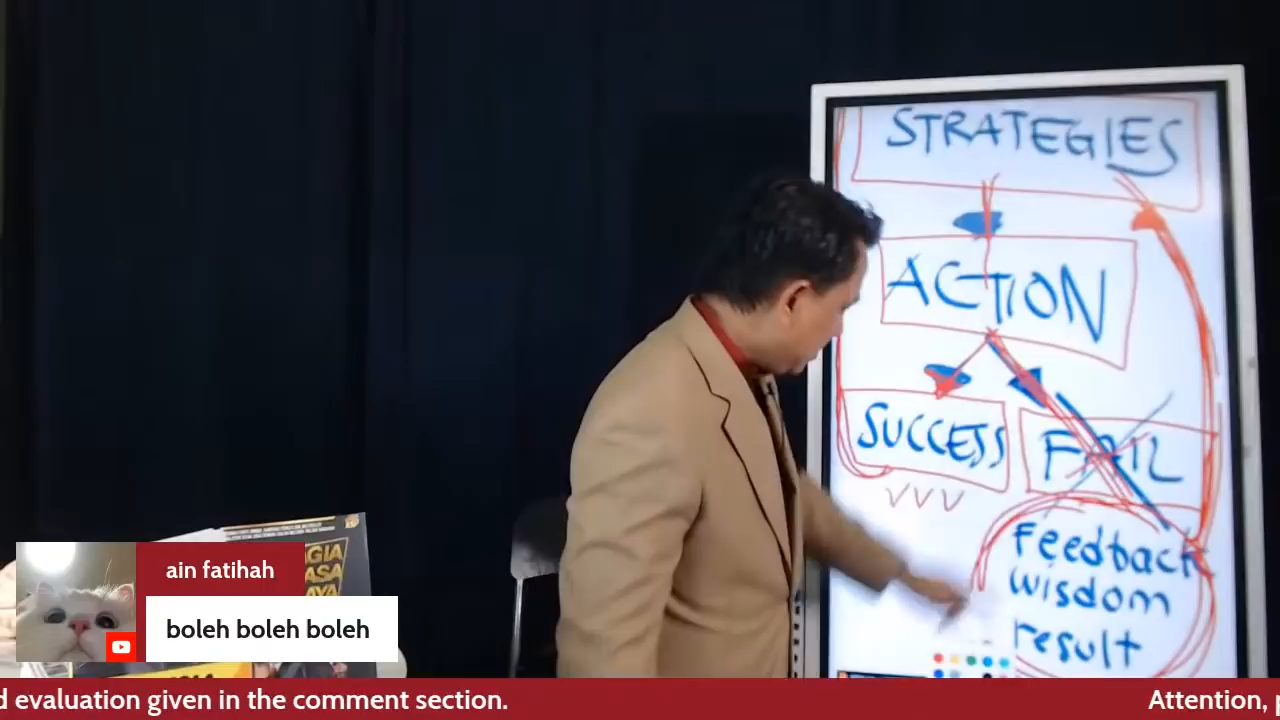 STRATEGIES
ACTION
SUCCESS
FAIL
VVV
Feedback
wisdom
result
ain fatihah
boleh boleh boleh
evaluation given in the comment section.
Attention,